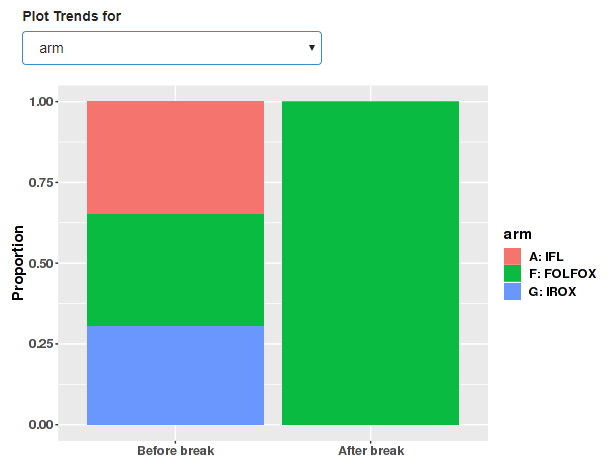 Plot Trends for
arm
1.00
0.75
0.50
0.25
0.00
Proportion
Before break
After break
arm
A: IFL
F: FOLFOX
G: IROX